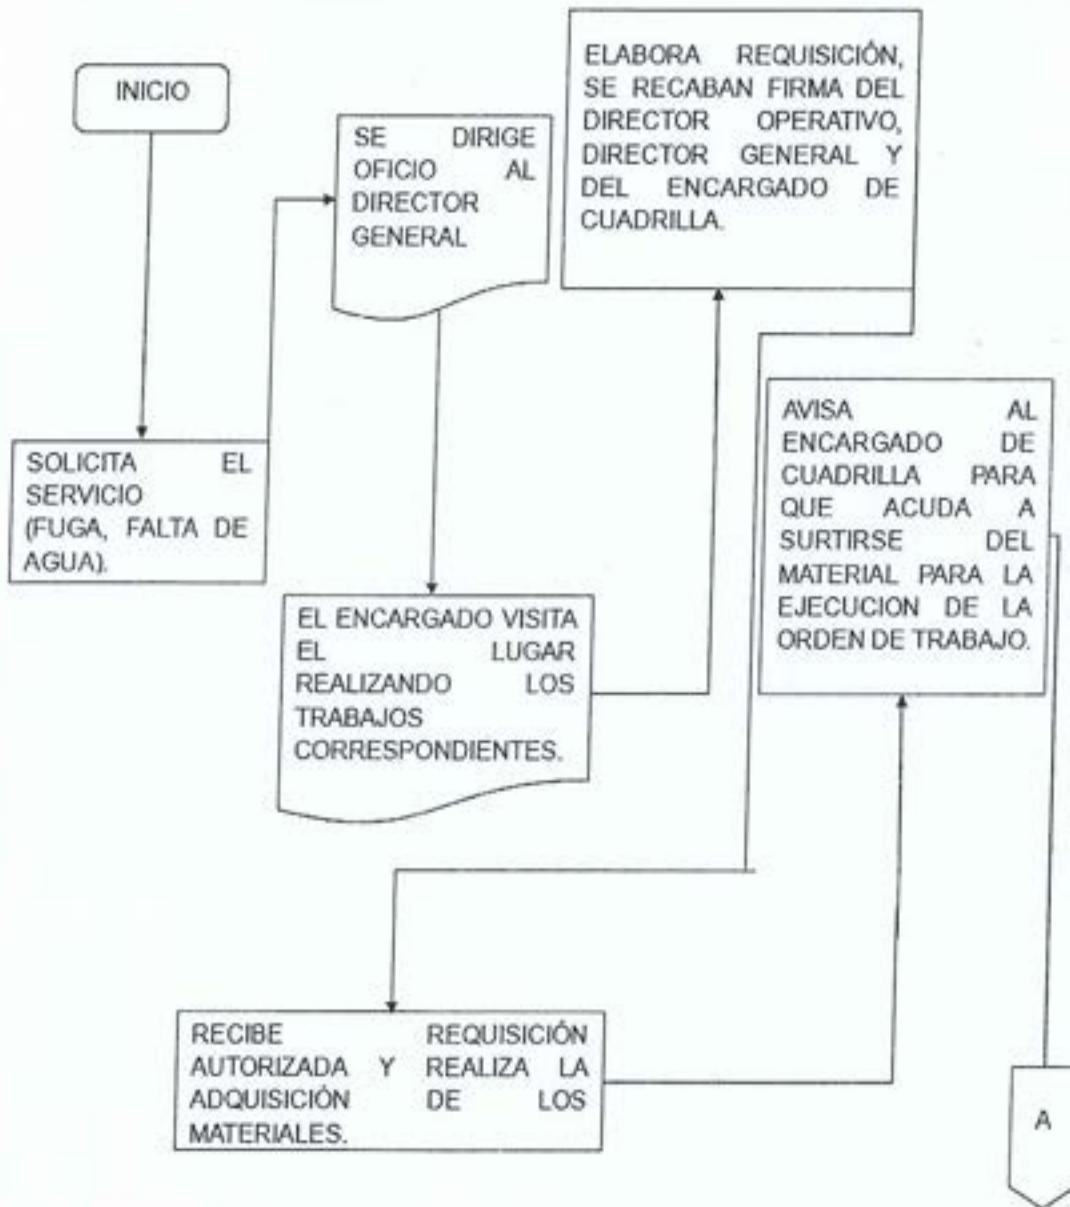 INICIO
SOLICITA EL
SERVICIO
(FUGA, FALTA DE
AGUA).
SE DIRIGE
OFICIO AL
DIRECTOR
GENERAL
EL ENCARGADO VISITA
EL LUGAR
REALIZANDO LOS
TRABAJOS
CORRESPONDIENTES.
ELABORA REQUISICIÓN,
SE RECABAN FIRMA DEL
DIRECTOR OPERATIVO,
DIRECTOR GENERAL Y
DEL ENCARGADO DE
CUADRILLA.
RECIBE REQUISICIÓN
AUTORIZADA Y REALIZA LA
ADQUISICIÓN DE LOS
MATERIALES.
AVISA AL
ENCARGADO DE
CUADRILLA PARA
QUE ACUDA A
SURTIRSE DEL
MATERIAL PARA LA
EJECUCION DE LA
ORDEN DE TRABAJO.
A